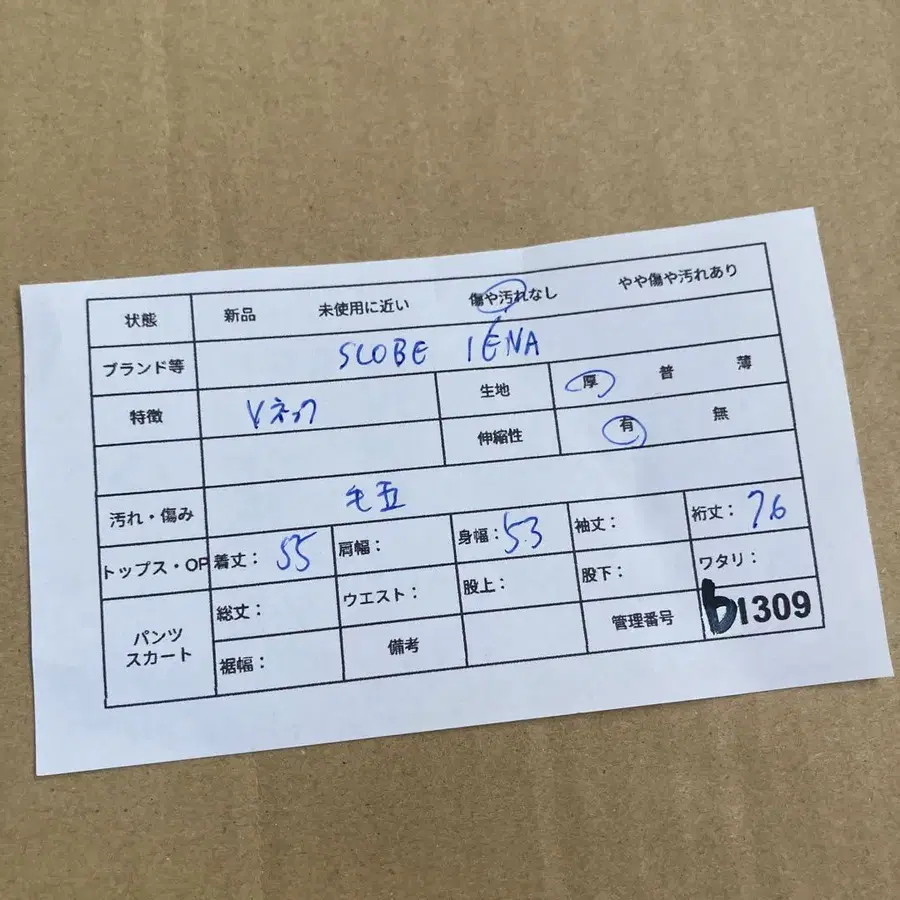 状態 新品 未使用に近い 傷や汚れなし やや傷や汚れあり
ブランド等 SLOBE IENA
特徴 Vネック 生地 厚 普 薄
伸縮性 有 無
汚れ・傷み 毛玉
トップス・OP 着丈: 55 肩幅: 身幅: 53 袖丈: 裄丈: 76
パンツ スカート 総丈: ウエスト: 股上: 股下: ワタリ:
裾幅: 備考 管理番号 b1309